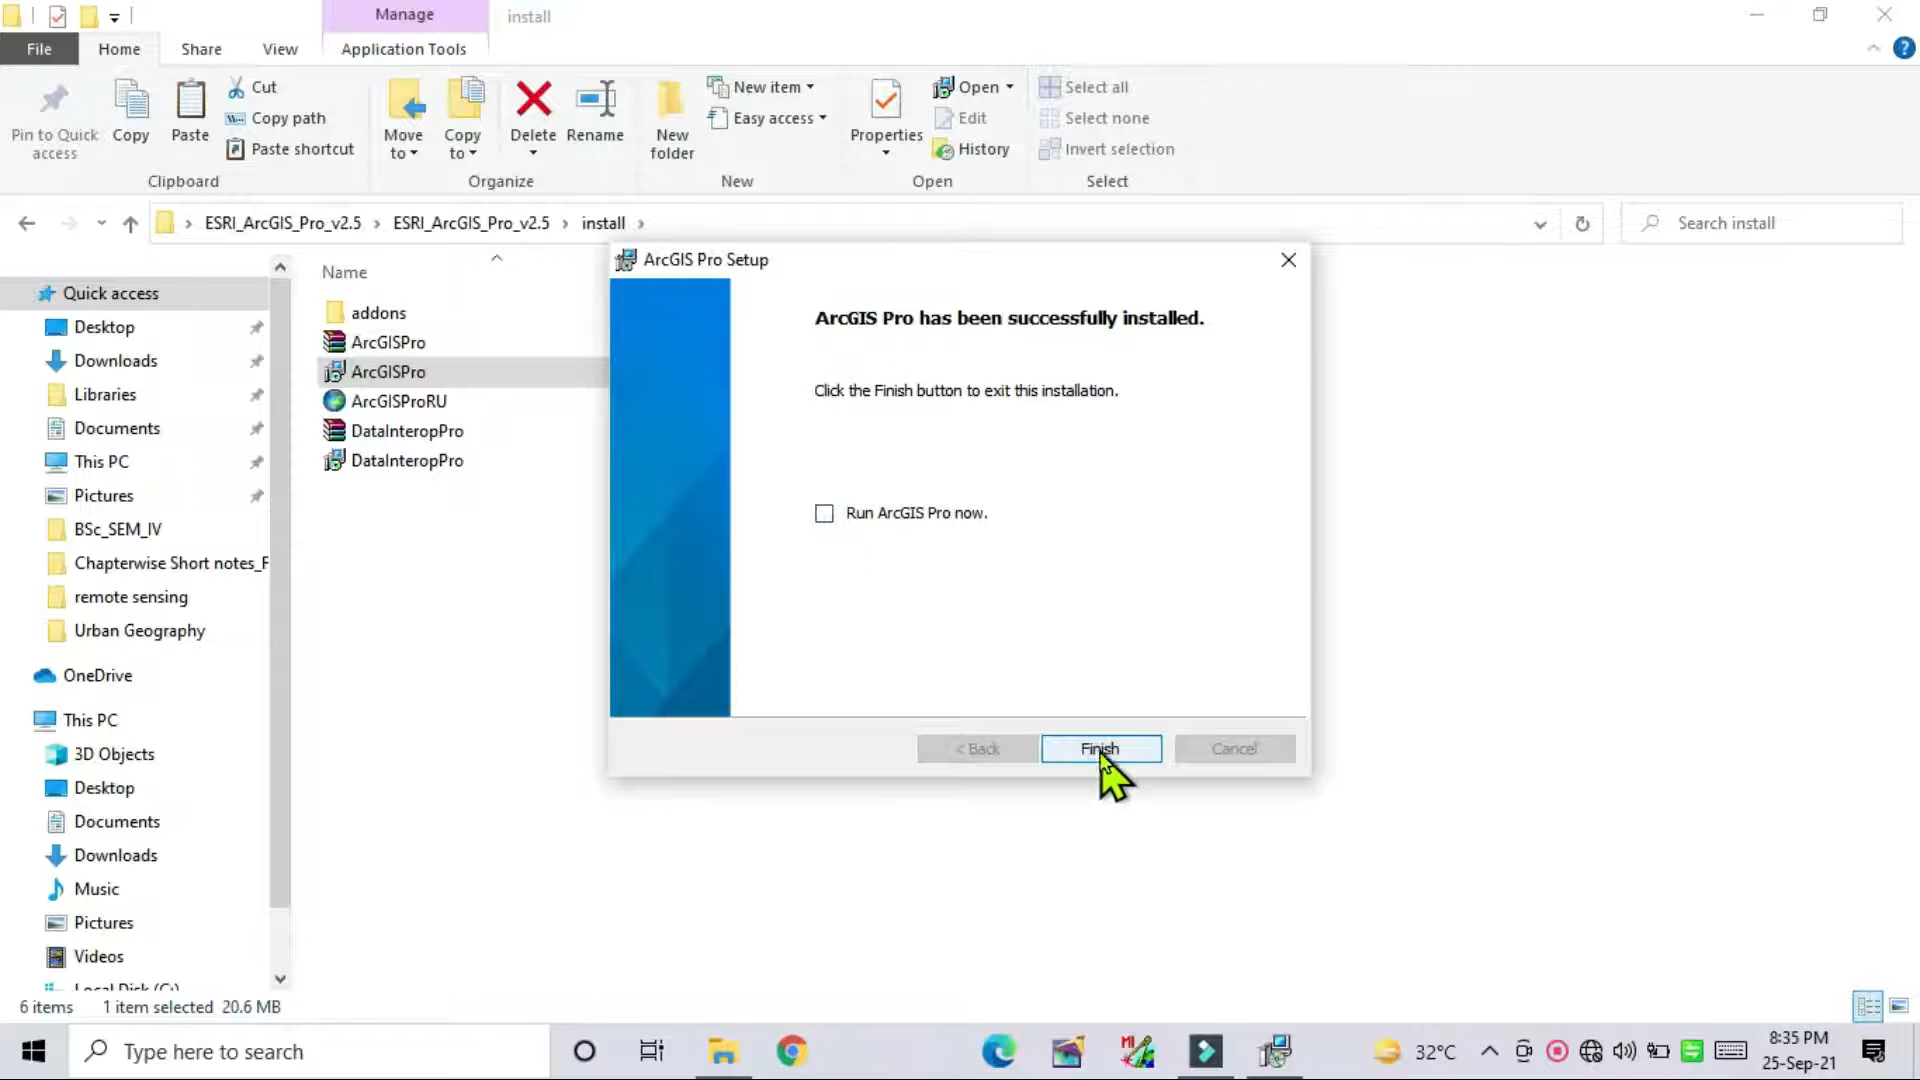 Manage
install
File
Home
Share
View
Application Tools
Pin to Quick access
Copy
Paste
Cut
Copy path
Paste shortcut
Move to
Copy to
Delete
Rename
New folder
New item
Easy access
Properties
Open
Edit
History
Select all
Select none
Invert selection
Clipboard
Organize
New
Open
Select
ESRI_ArcGIS_Pro_v2.5 > ESRI_ArcGIS_Pro_v2.5 > install >
Search install
Quick access
Desktop
Downloads
Libraries
Documents
This PC
Pictures
BSc_SEM_IV
Chapterwise Short notes_F
remote sensing
Urban Geography
OneDrive
This PC
3D Objects
Desktop
Documents
Downloads
Music
Pictures
Videos
Local Disk (C:)
Name
addons
ArcGISPro
ArcGISPro
ArcGISProRU
DataInteropPro
DataInteropPro
ArcGIS Pro Setup
ArcGIS Pro has been successfully installed.
Click the Finish button to exit this installation.
Run ArcGIS Pro now.
< Back
Finish
Cancel
6 items
1 item selected 20.6 MB
Type here to search
MI
32°C
8:35 PM
25-Sep-21